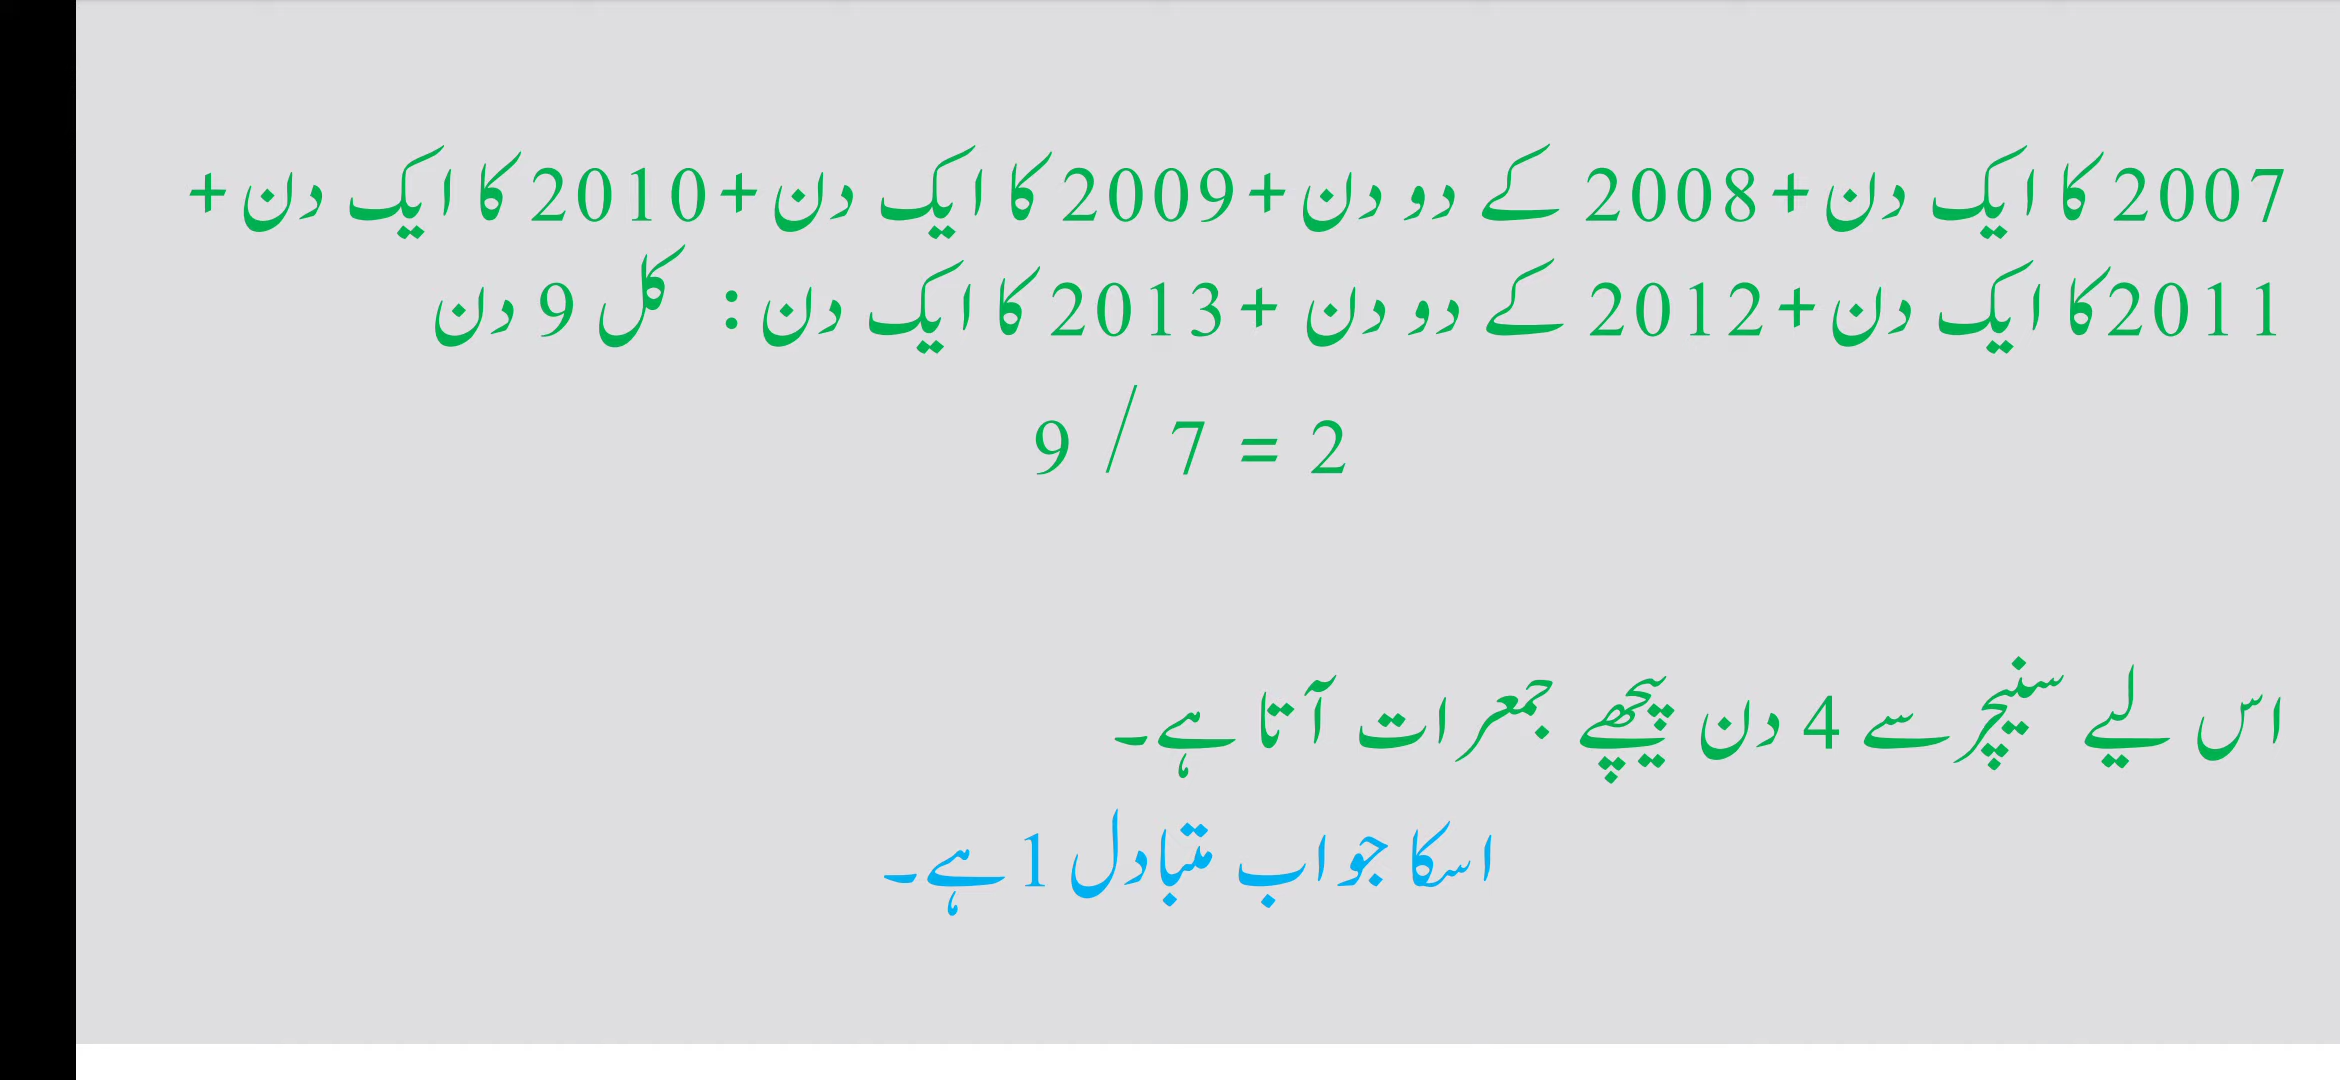 2007 کا ایک دن+2008 کے دو دن+2009 کا ایک دن+2010 کا ایک دن+
2011کا ایک دن+2012 کے دو دن +2013 کا ایک دن: کل 9 دن
9 / 7 = 2
اس لیے سنیچر سے 4 دن پیچھے جمعرات آتا ہے۔
اسکا جواب متبادل 1 ہے۔